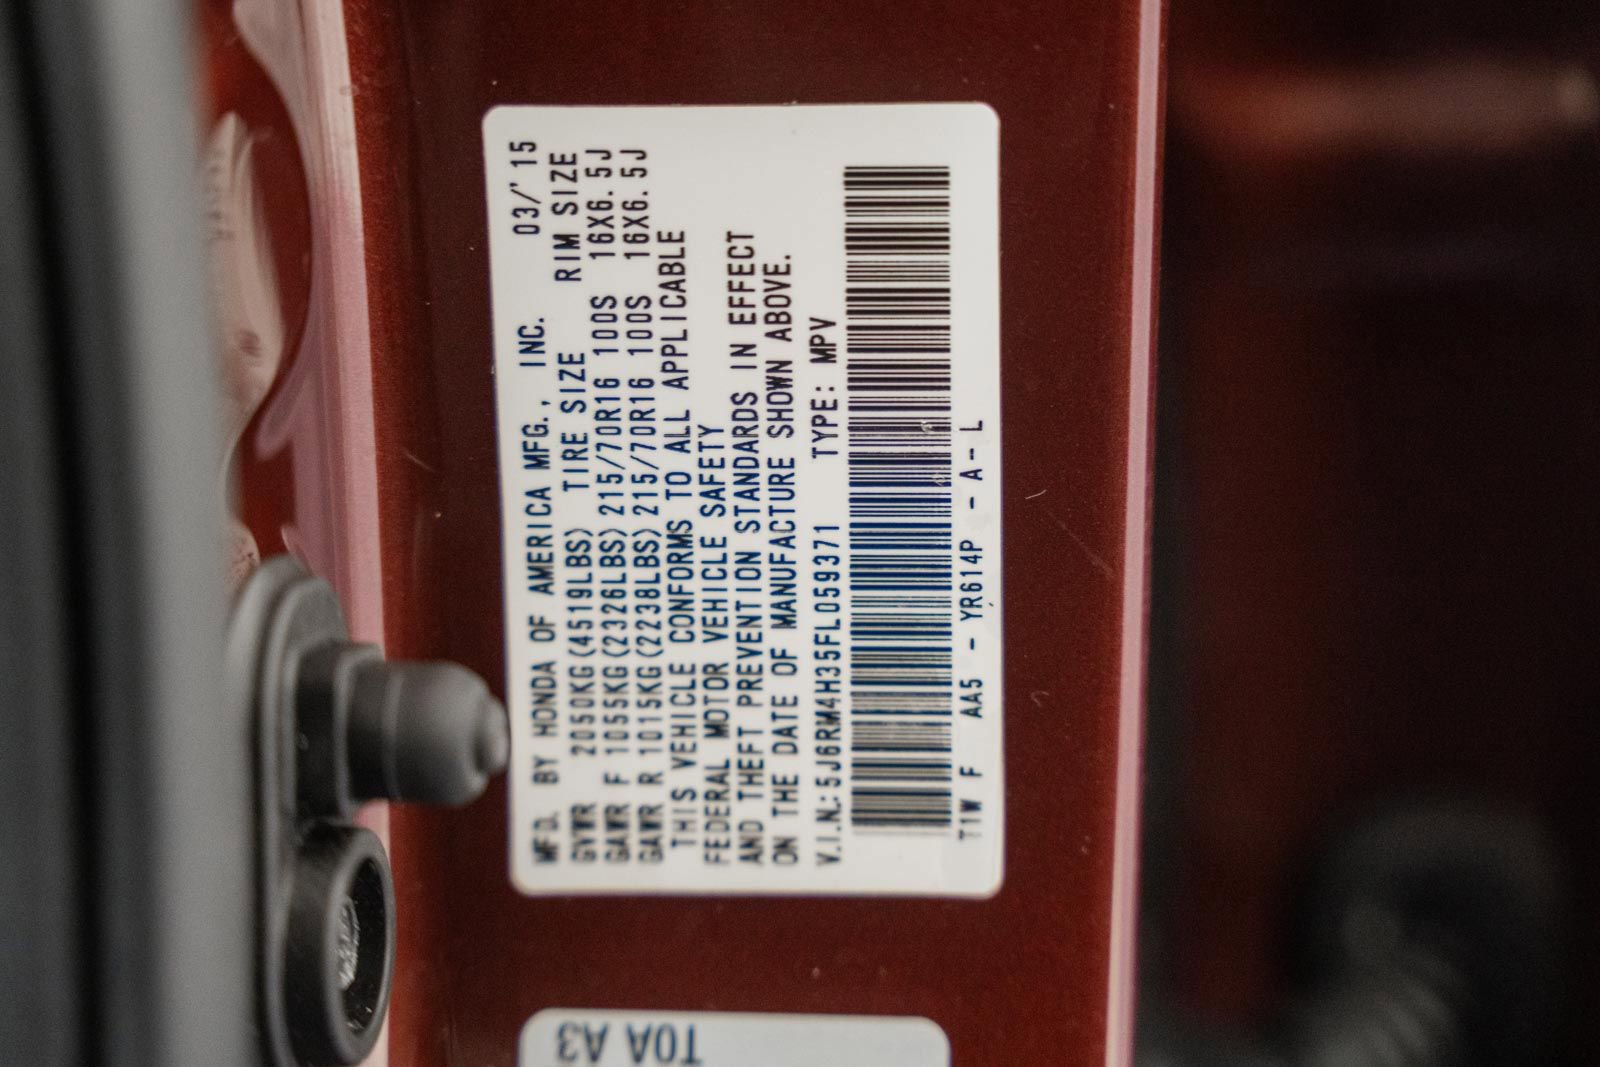 MFD. BY HONDA OF AMERICA MFG., INC. 03/'15
GVWR 2050KG(4519LBS) TIRE SIZE RIM SIZE
GAWR F 1055KG(2326LBS) 215/70R16 100S 16X6.5J
GAWR R 1015KG(2238LBS) 215/70R16 100S 16X6.5J
THIS VEHICLE CONFORMS TO ALL APPLICABLE
FEDERAL MOTOR VEHICLE SAFETY
AND THEFT PREVENTION STANDARDS IN EFFECT
ON THE DATE OF MANUFACTURE SHOWN ABOVE.
V.I.N.: 5J6RM4H35FL059371 TYPE: MPV
T1W F AA5 - YR614P - A - L
T0A A3